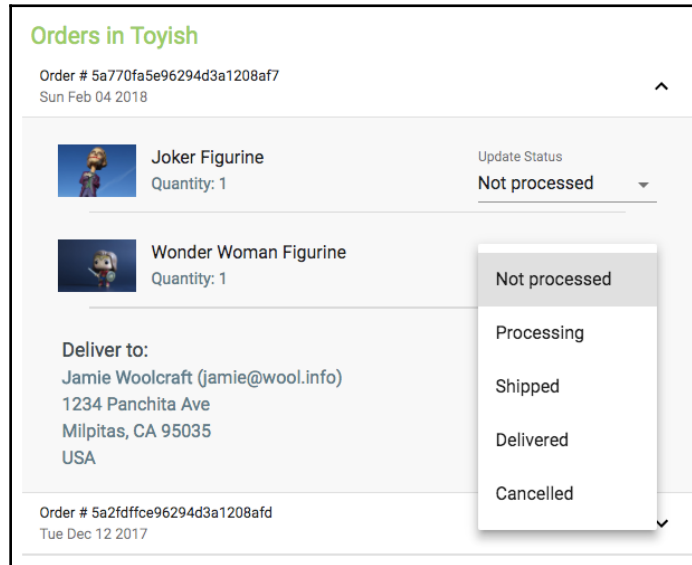 Orders in Toyish
Order # 5a770fa5e96294d3a1208af7
Sun Feb 04 2018
Joker Figurine
Quantity: 1
Update Status
Not processed
Wonder Woman Figurine
Quantity: 1
Not processed
Processing
Shipped
Delivered
Cancelled
Deliver to:
Jamie Woolcraft (jamie@wool.info)
1234 Panchita Ave
Milpitas, CA 95035
USA
Order # 5a2fdffce96294d3a1208afd
Tue Dec 12 2017